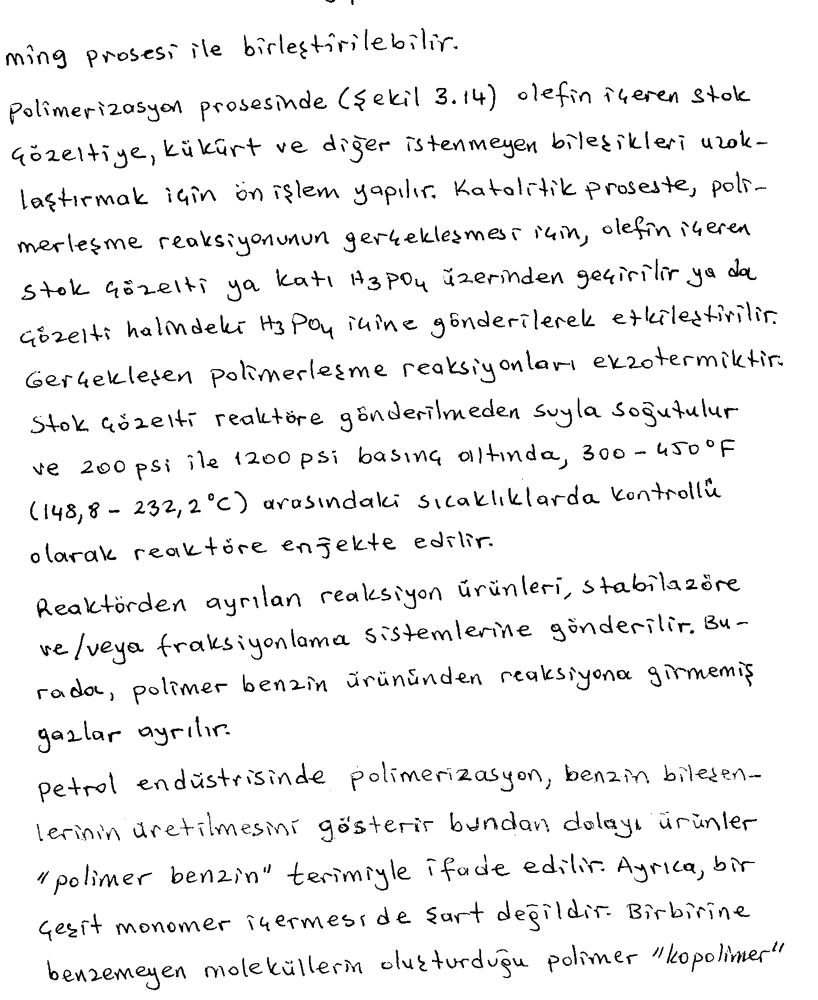 ming prosesi ile birleştirilebilir.
Polimerizasyon prosesinde (Şekil 3.14) olefin içeren stok
çözeltiye, kükürt ve diğer istenmeyen bileşikleri uzak-
laştırmak için ön işlem yapılır. Katalitik proseste, poli-
merleşme reaksiyonunun gerçekleşmesi için, olefin içeren
stok çözelti ya katı H3PO4 üzerinden geçirilir ya da
çözelti halindeki H3PO4 içine gönderilerek etkileştirilir.
Gerçekleşen polimerleşme reaksiyonları ekzotermiktir.
Stok çözelti reaktöre gönderilmeden suyla soğutulur
ve 200 psi ile 1200 psi basınç altında, 300 - 450°F
(148,8 - 232,2°C) arasındaki sıcaklıklarda kontrollü
olarak reaktöre enjekte edilir.
Reaktörden ayrılan reaksiyon ürünleri, stabilazöre
ve/veya fraksiyonlama sistemlerine gönderilir. Bu-
rada, polimer benzin ürününden reaksiyona girmemiş
gazlar ayrılır.
Petrol endüstrisinde polimerizasyon, benzin bileşen-
lerinin üretilmesini gösterir bundan dolayı ürünler
"polimer benzin" terimiyle ifade edilir. Ayrıca, bir
çeşit monomer içermesi de şart değildir. Birbirine
benzemeyen moleküllerin oluşturduğu polimer "kopolimer"